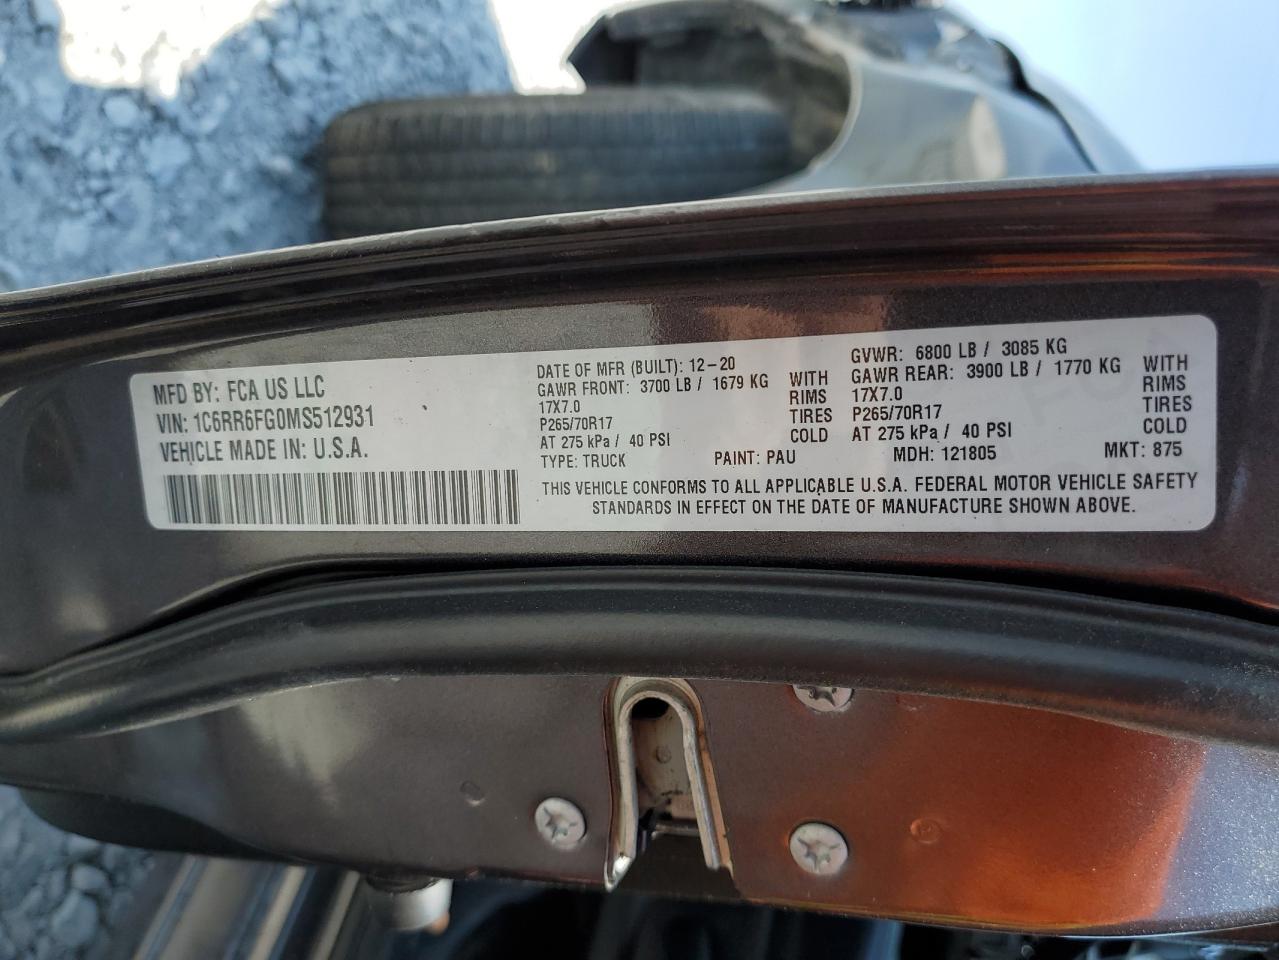 MFD BY: FCA US LLC
VIN: 1C6RR6FG0MS512931
VEHICLE MADE IN: U.S.A.
DATE OF MFR (BUILT): 12-20
GAWR FRONT: 3700 LB / 1679 KG WITH
17X7.0 RIMS
P265/70R17 TIRES
AT 275 kPa / 40 PSI COLD
GVWR: 6800 LB / 3085 KG
GAWR REAR: 3900 LB / 1770 KG WITH
17X7.0 RIMS
P265/70R17 TIRES
AT 275 kPa / 40 PSI COLD
TYPE: TRUCK PAINT: PAU MDH: 121805 MKT: 875
THIS VEHICLE CONFORMS TO ALL APPLICABLE U.S.A. FEDERAL MOTOR VEHICLE SAFETY
STANDARDS IN EFFECT ON THE DATE OF MANUFACTURE SHOWN ABOVE.